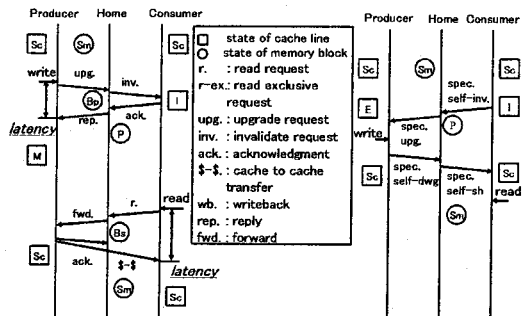 Producer Home Consumer
Sc
Sm
Sc
write
upg.
inv.
Bp
I
ack.
rep.
P
latency
M
r.
read
fwd.
Bs
Sc
ack.
$-$
latency
Sm
Sc
state of cache line
state of memory block
r. : read request
r-ex.: read exclusive
request
upg. : upgrade request
inv. : invalidate request
ack. : acknowledgment
$-$. : cache to cache
transfer
wb. : writeback
rep. : reply
fwd. : forward
Producer Home Consumer
Sc
Sm
Sc
spec.
self-inv.
E
I
P
write
spec.
upg.
Sc
spec.
self-dwg
spec.
self-sh
Sc
read
Sm